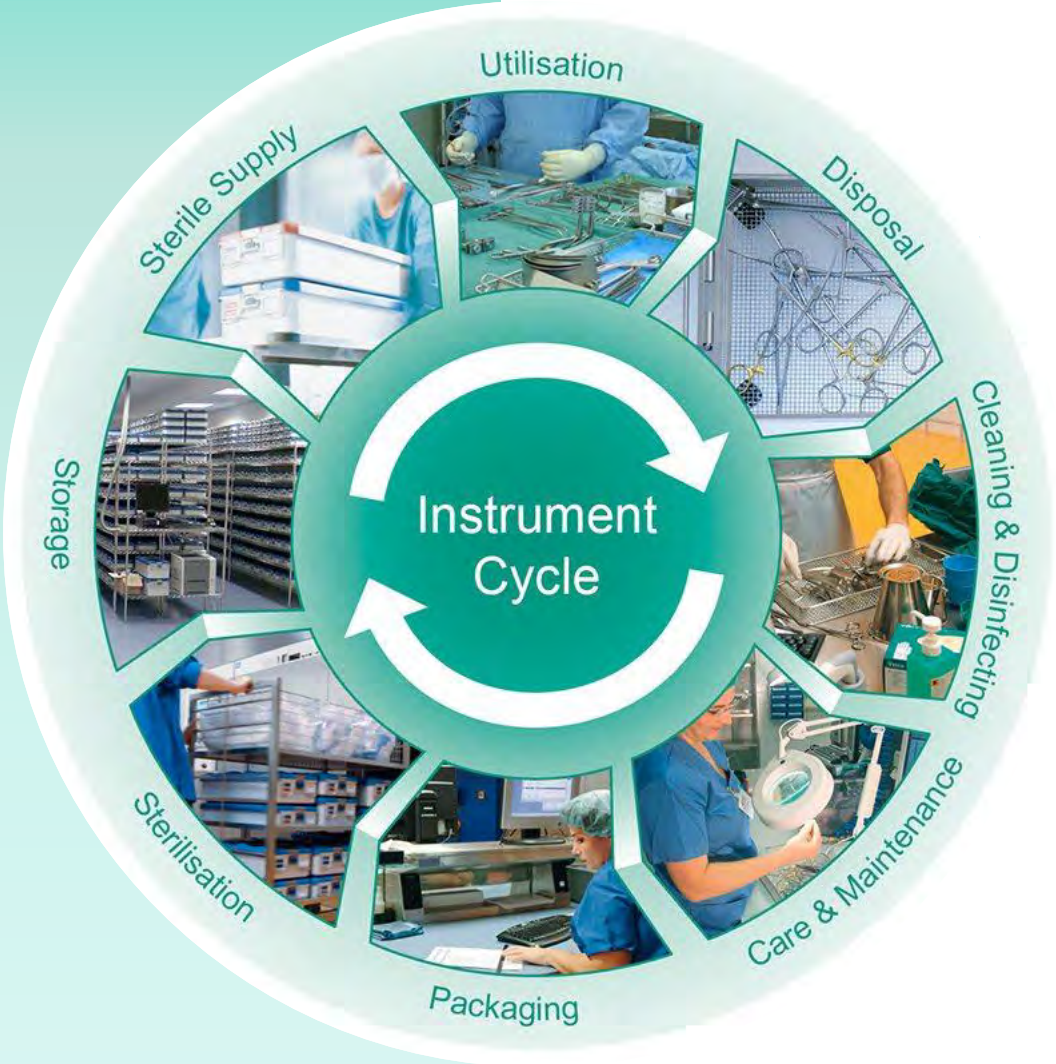 Utilisation
Disposal
Cleaning & Disinfecting
Care & Maintenance
Packaging
Sterilisation
Storage
Sterile Supply
Instrument
Cycle